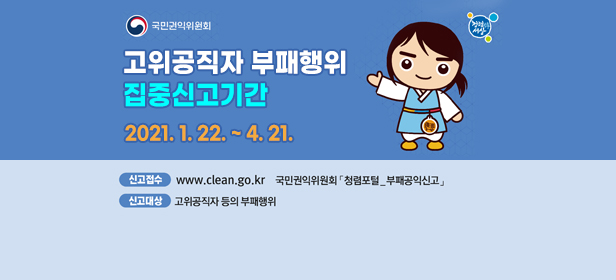 국민권익위원회
고위공직자 부패행위
집중신고기간
2021. 1. 22. ~ 4. 21.
신고접수 www.clean.go.kr 국민권익위원회 「청렴포털_부패공익신고」
신고대상 고위공직자 등의 부패행위